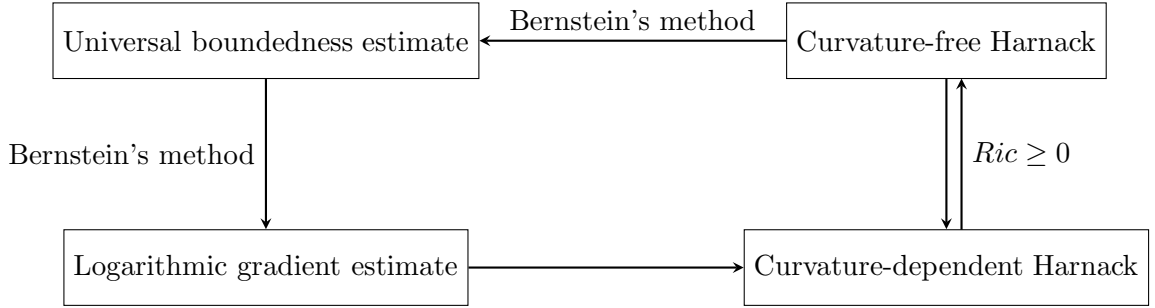 Bernstein's method
Universal boundedness estimate
Curvature-free Harnack
Bernstein's method
Ric ≥ 0
Logarithmic gradient estimate
Curvature-dependent Harnack